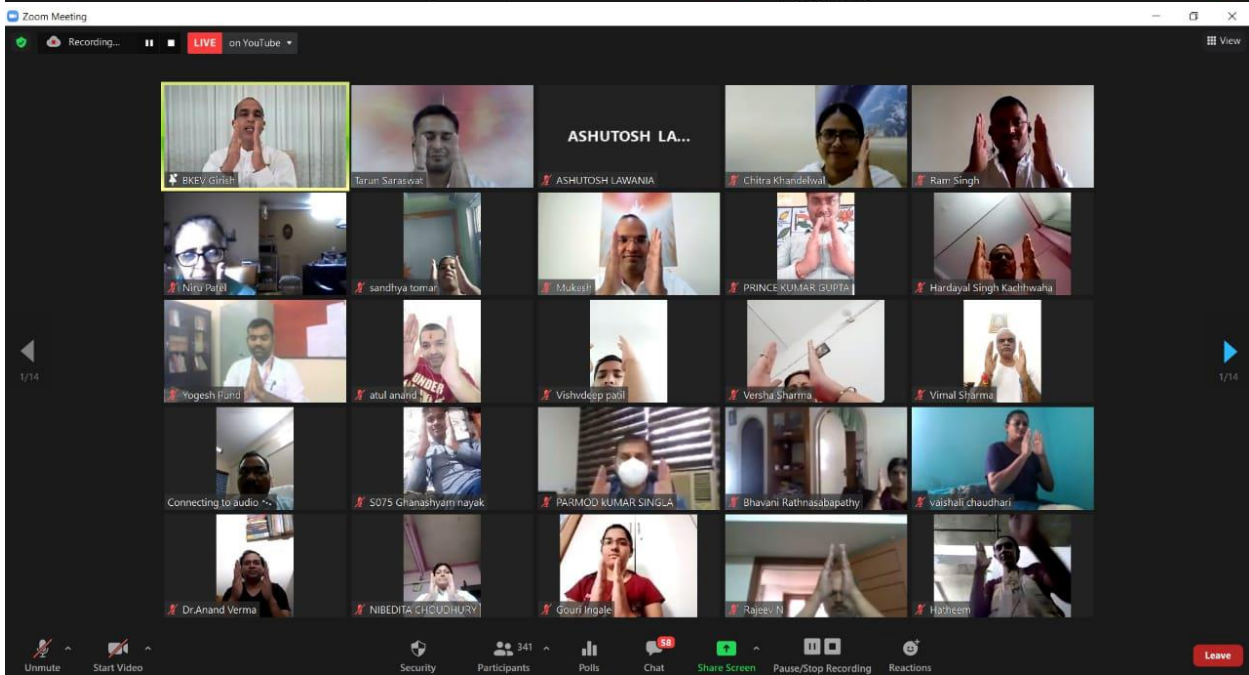 Zoom Meeting
Recording...
LIVE on YouTube
View
BKEV Girish
Tarun Saraswat
ASHUTOSH LA...
ASHUTOSH LAWANIA
Chitra Khandelwal
Ram Singh
Niru Patel
sandhya tomar
Mukesh
PRINCE KUMAR GUPTA
Hardayal Singh Kachhwaha
1/14
1/14
Yogesh Pund
atul anand
UNDER
Vishvdeep patil
Versha Sharma
Vimal Sharma
Connecting to audio
S075 Ghanashyam nayak
PARMOD kUMAR SINGLA
Bhavani Rathnasabapathy
vaishali chaudhari
Dr.Anand Verma
NIBEDITA CHOUDHURY
Gouri Ingale
Rajeev N
Hatheem
Unmute
Start Video
Security
341
Participants
Polls
58
Chat
Share Screen
Pause/Stop Recording
Reactions
Leave